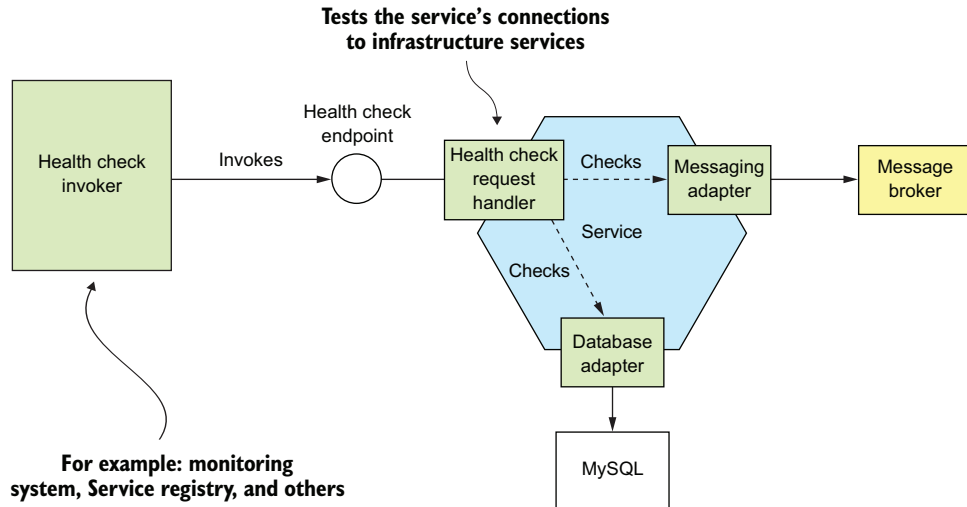 Tests the service’s connections
to infrastructure services
Health check
endpoint
Health check
invoker
Invokes
Health check
request
handler
Checks
Messaging
adapter
Message
broker
Service
Checks
Database
adapter
MySQL
For example: monitoring
system, Service registry, and others